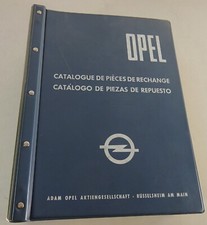 OPEL
CATALOGUE DE PIÈCES DE RECHANGE
CATÁLOGO DE PIEZAS DE REPUESTO
ADAM OPEL AKTIENGESELLSCHAFT · RÜSSELSHEIM AM MAIN